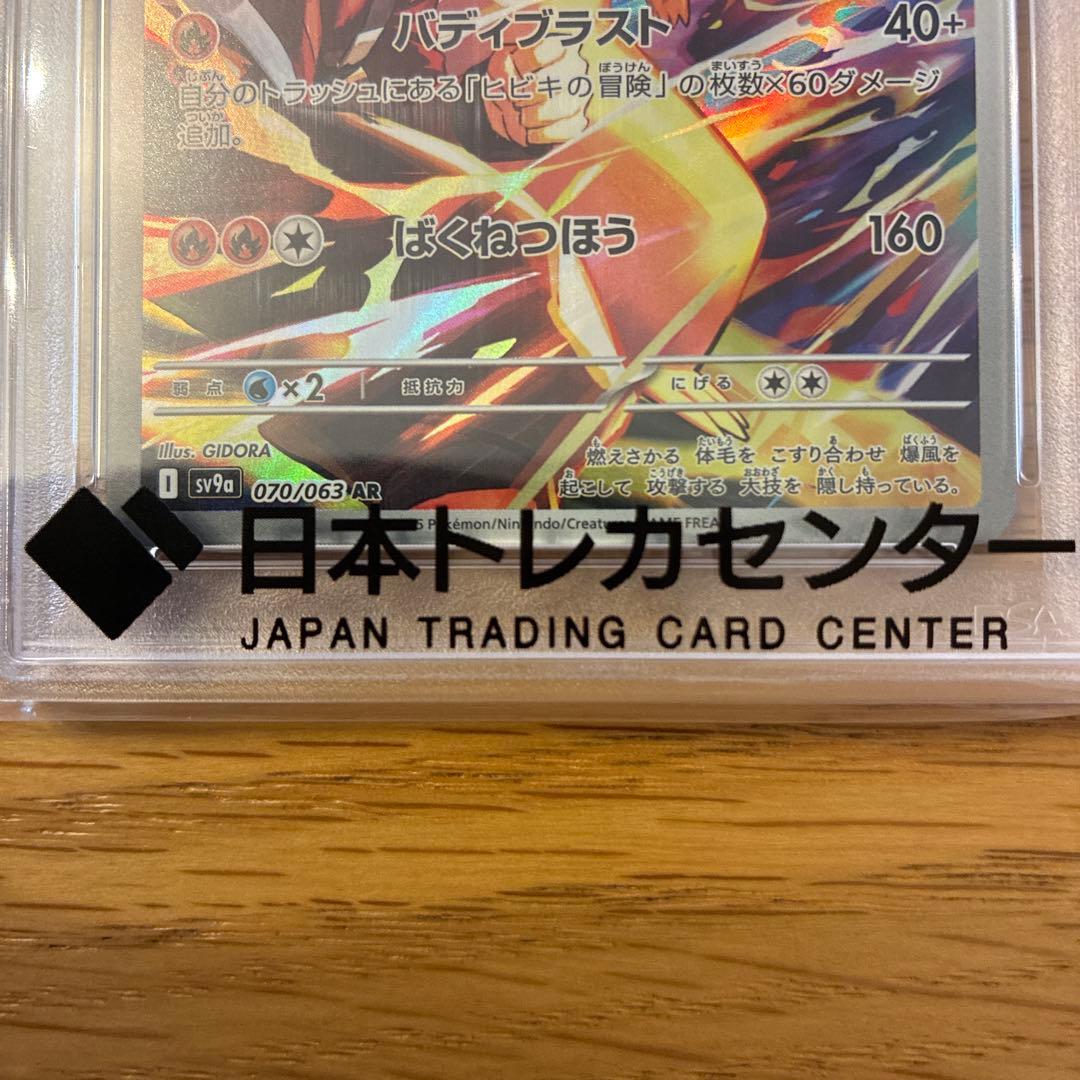 バディブラスト 40+
自分のトラッシュにある「ヒビキの冒険」の枚数×60ダメージ
追加。
ばくねつほう 160
弱点 ×2 抵抗力 にげる
Illus. GIDORA
燃えさかる 体毛を こすり合わせ 爆風を
起こして 攻撃する 大技を 隠し持っている。
I sv9a 070/063 AR
Pokémon/Nintendo/Creatures
日本トレカセンター
JAPAN TRADING CARD CENTER
PSA